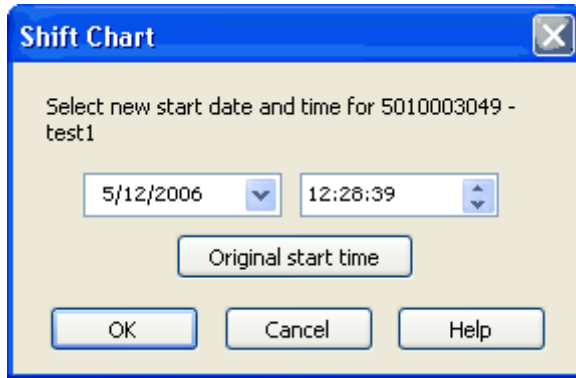 Shift Chart
Select new start date and time for 5010003049 -
test1
5/12/2006 12:28:39
Original start time
OK Cancel Help